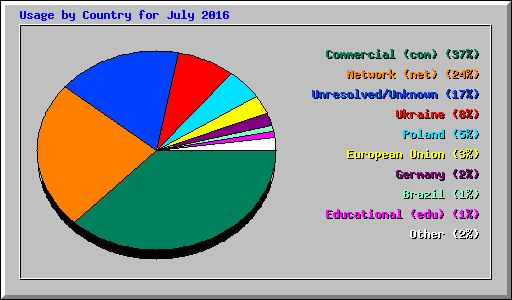 Usage by Country for July 2016
Commercial (com) (37%)
Network (net) (24%)
Unresolved/Unknown (17%)
Ukraine (8%)
Poland (5%)
European Union (3%)
Germany (2%)
Brazil (1%)
Educational (edu) (1%)
Other (2%)